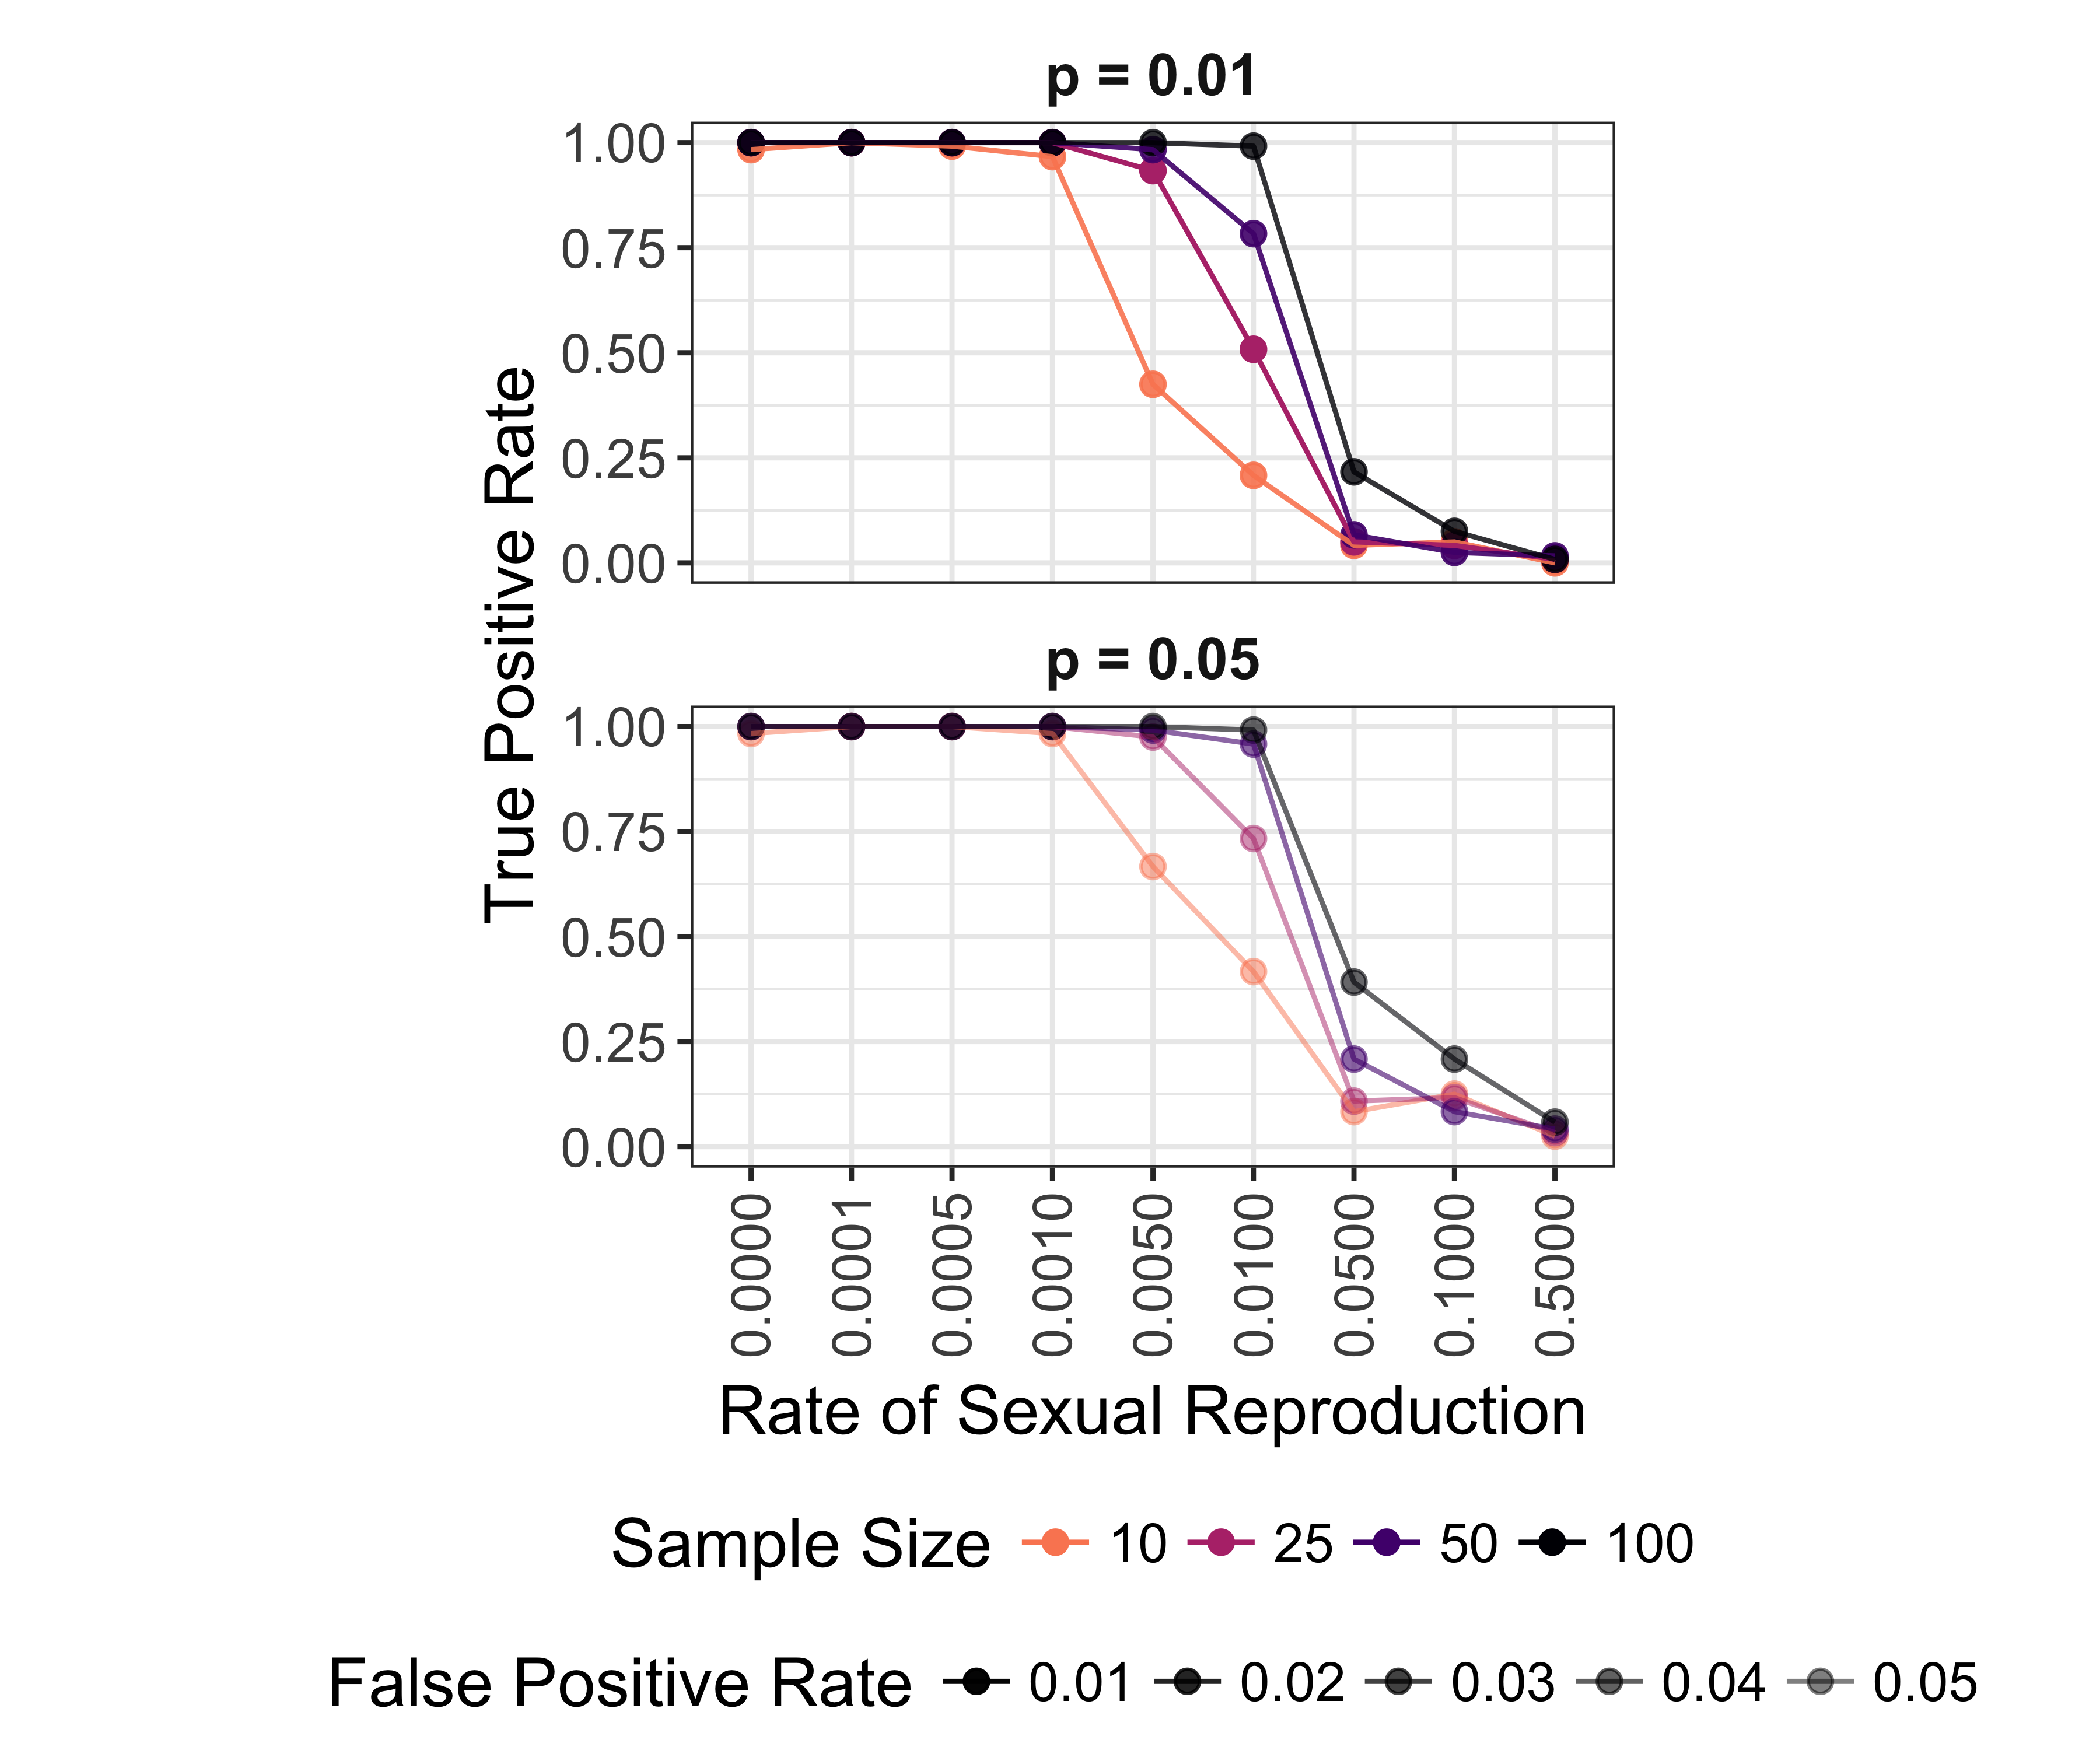 p = 0.01
1.00
0.75
0.50
0.25
0.00
True Positive Rate
p = 0.05
1.00
0.75
0.50
0.25
0.00
0.0000 0.0001 0.0005 0.0010 0.0050 0.0100 0.0500 0.1000 0.5000
Rate of Sexual Reproduction
Sample Size 10 25 50 100
False Positive Rate 0.01 0.02 0.03 0.04 0.05